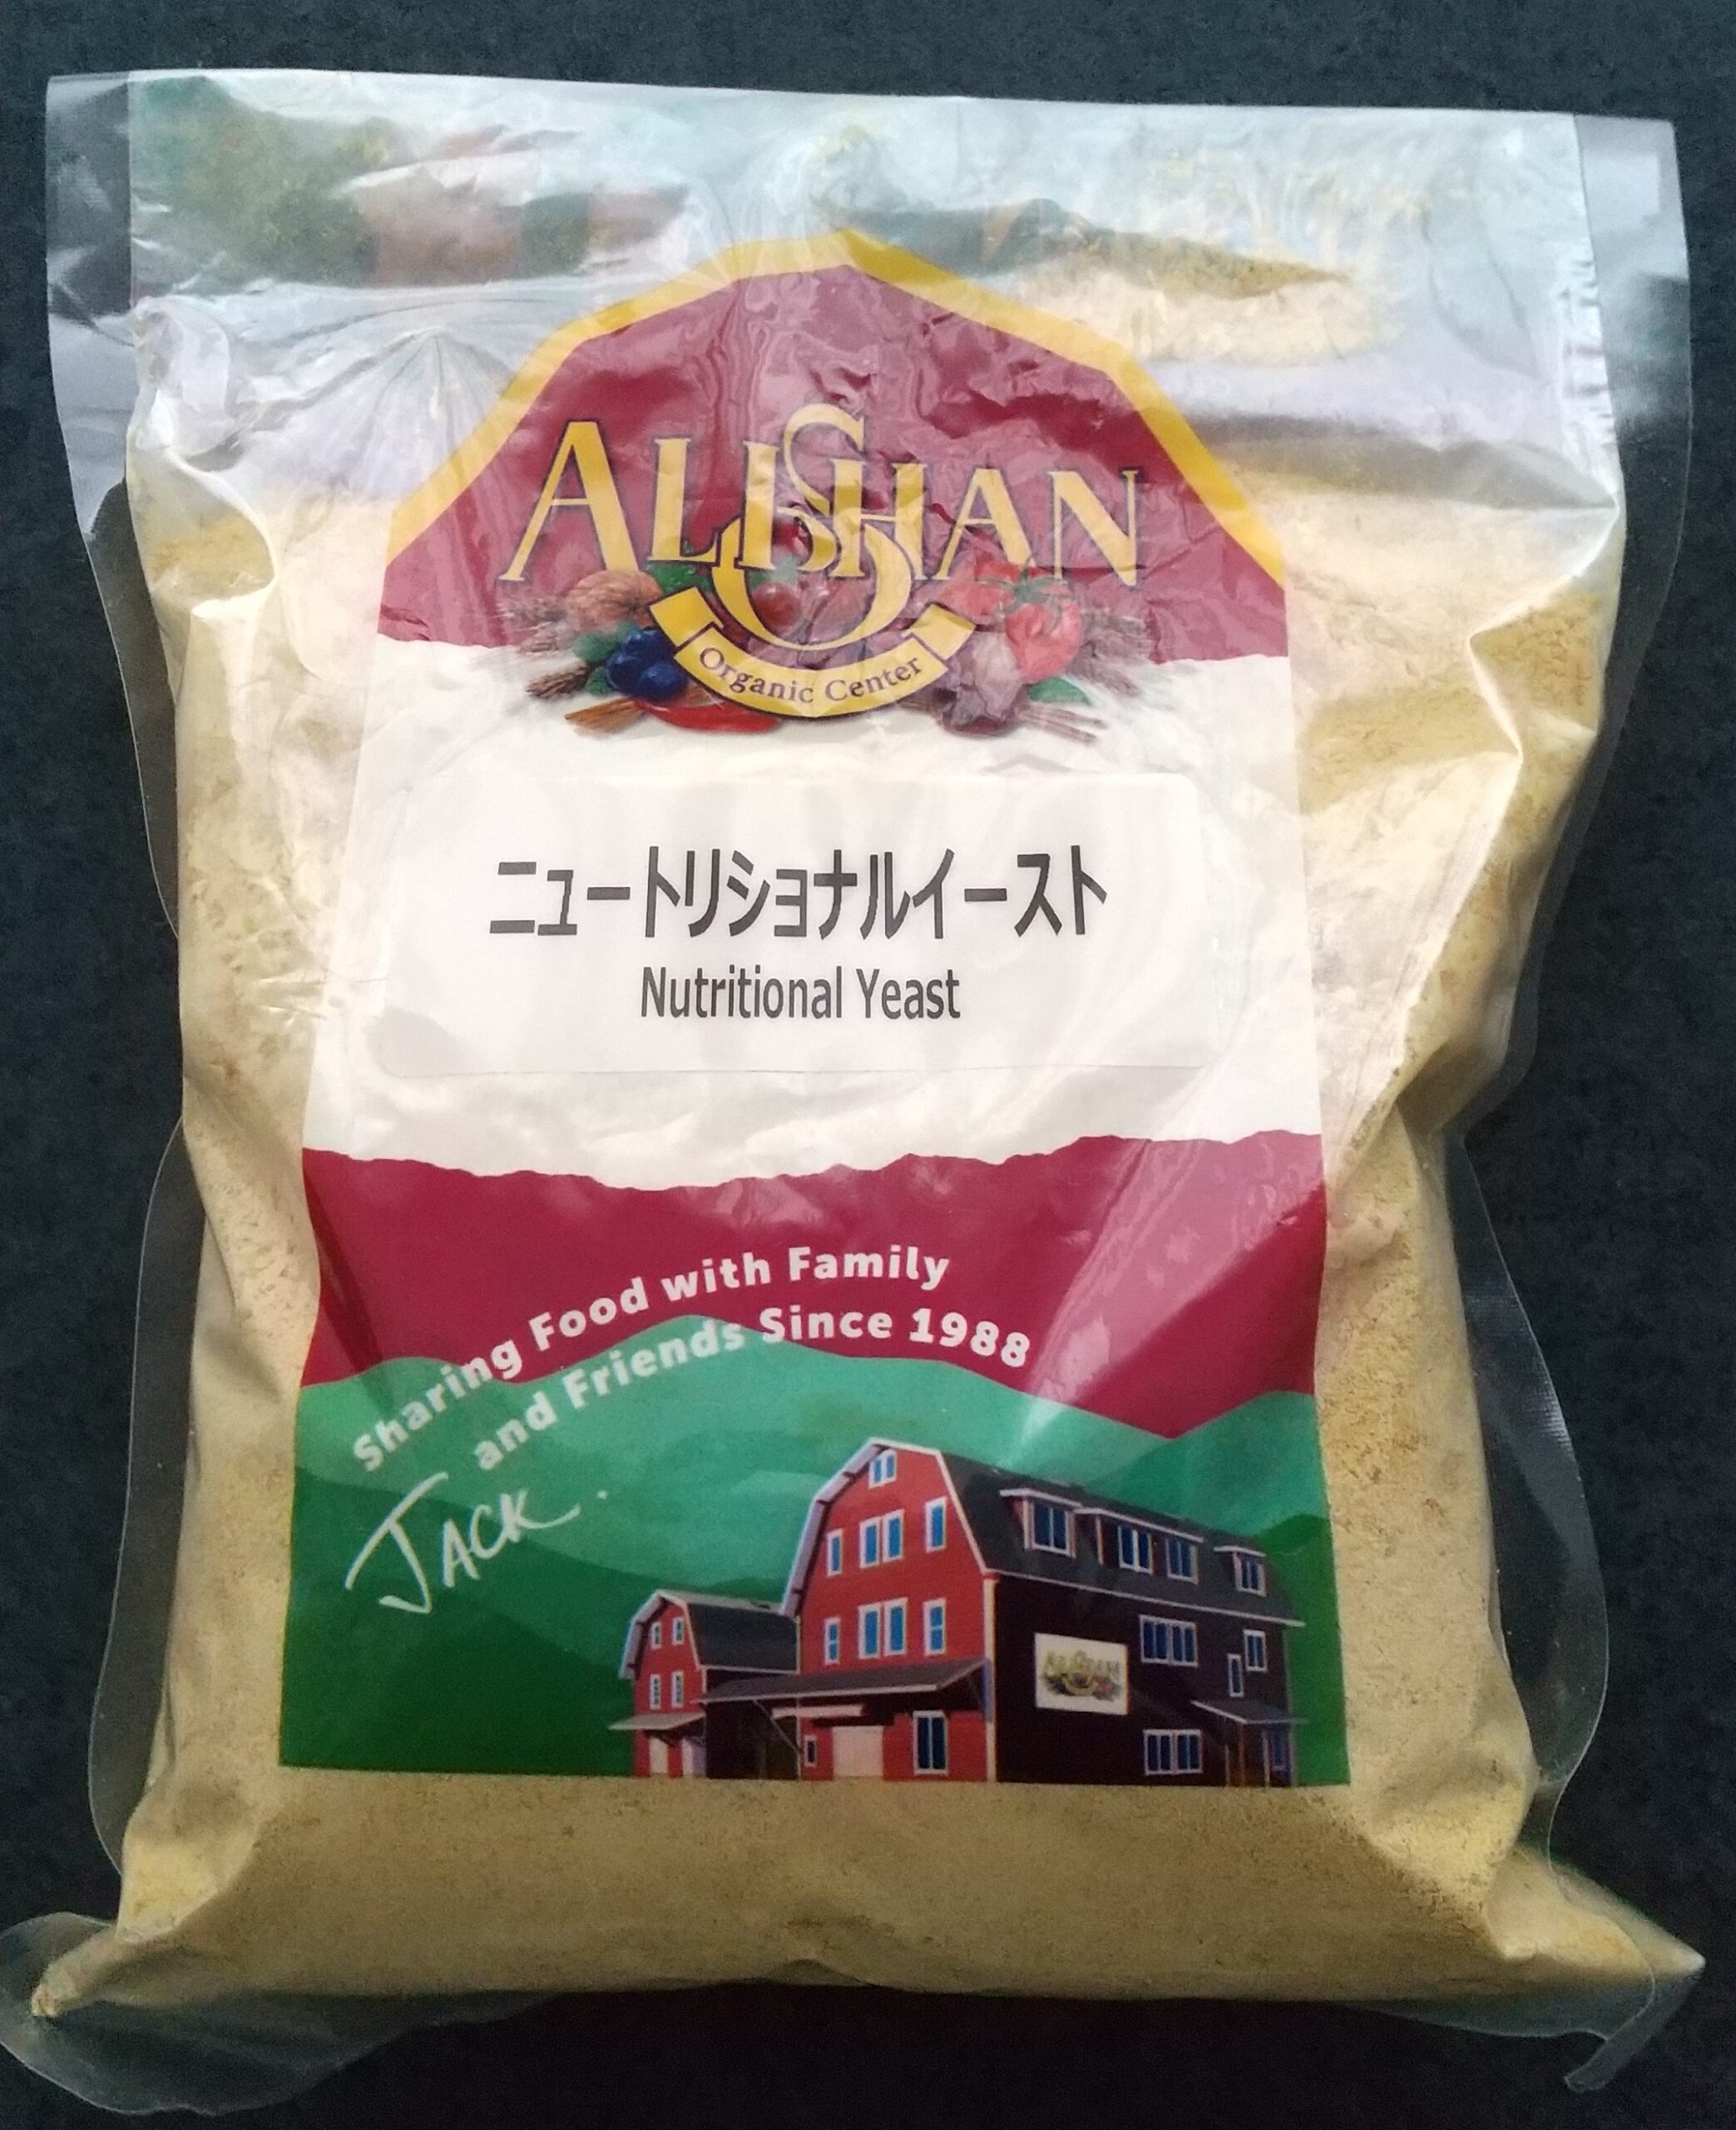 ALISHAN
Organic Center
ニュートリショナルイースト
Nutritional Yeast
Sharing Food with Family
and Friends Since 1988
JACK.
ALISHAN